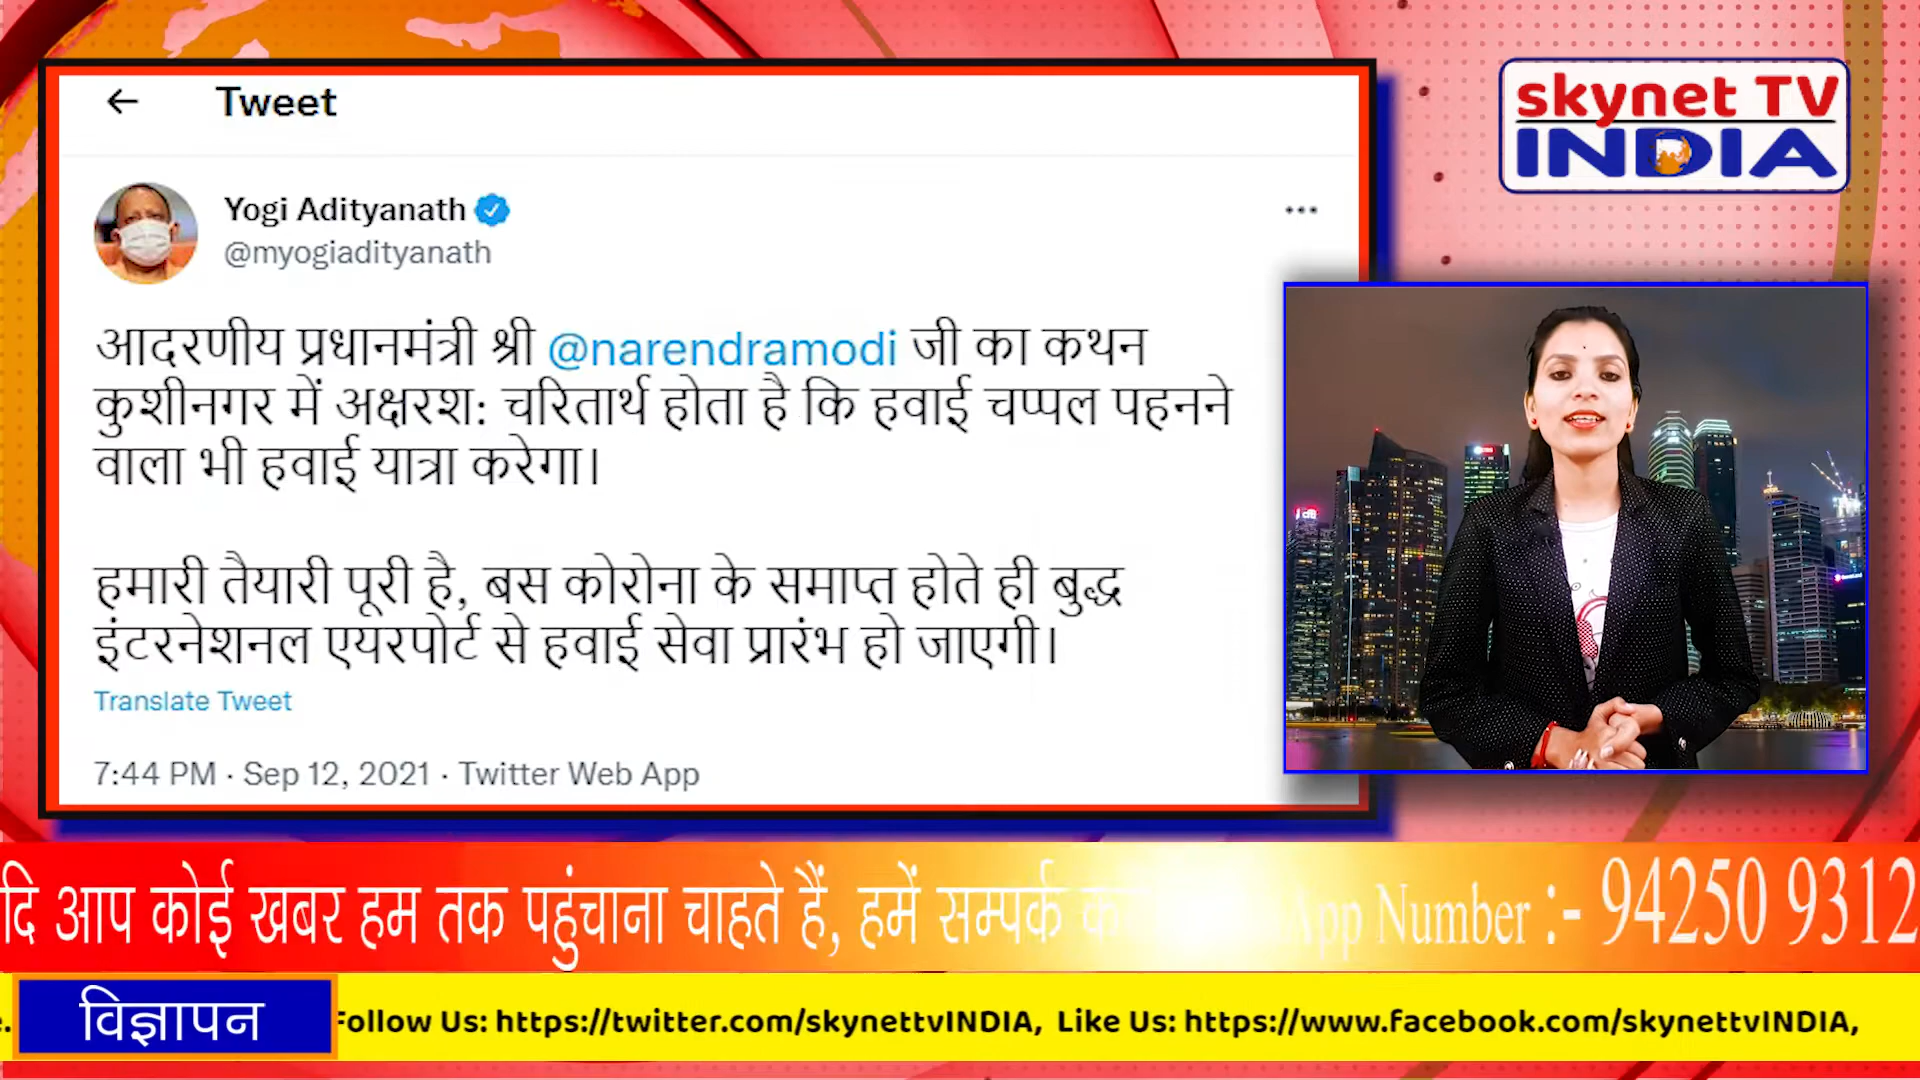 Tweet
skynet TV
INDIA
Yogi Adityanath
@myogiadityanath
आदरणीय प्रधानमंत्री श्री @narendramodi जी का कथन
कुशीनगर में अक्षरश: चरितार्थ होता है कि हवाई चप्पल पहनने
वाला भी हवाई यात्रा करेगा।
हमारी तैयारी पूरी है, बस कोरोना के समाप्त होते ही बुद्ध
इंटरनेशनल एयरपोर्ट से हवाई सेवा प्रारंभ हो जाएगी।
Translate Tweet
7:44 PM · Sep 12, 2021 · Twitter Web App
citi
दि आप कोई खबर हम तक पहुंचाना चाहते हैं, हमें सम्पर्क Number :- 94250 9312
विज्ञापन
Follow Us: https://twitter.com/skynettvINDIA, Like Us: https://www.facebook.com/skynettvINDIA,